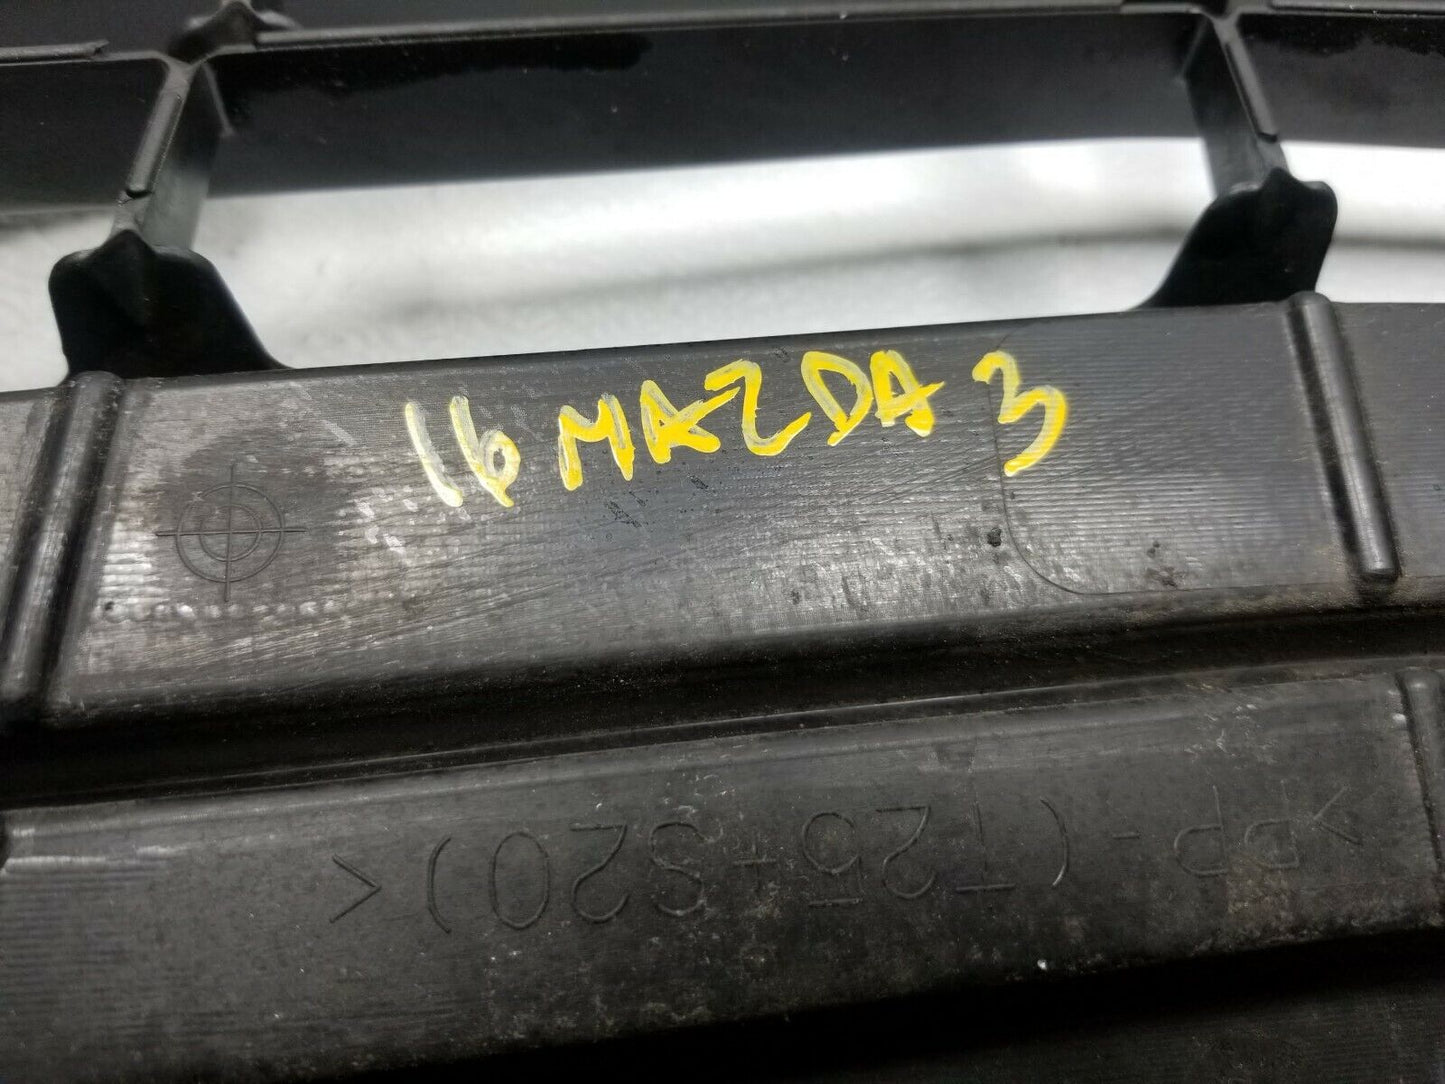 16 MAZDA 3
>PP-(T25+S20)<